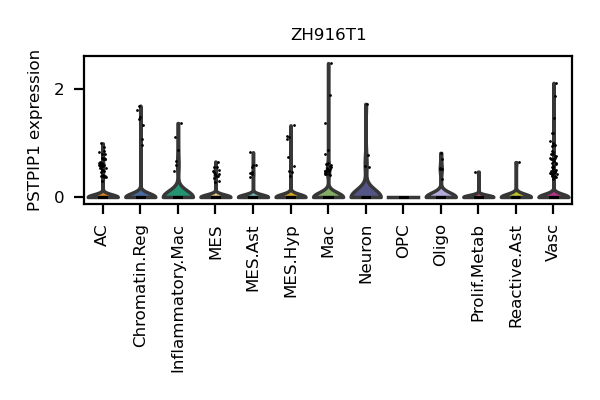 ZH916T1
PSTPIP1 expression
2
0
AC
Chromatin.Reg
Inflammatory.Mac
MES
MES.Ast
MES.Hyp
Mac
Neuron
OPC
Oligo
Prolif.Metab
Reactive.Ast
Vasc